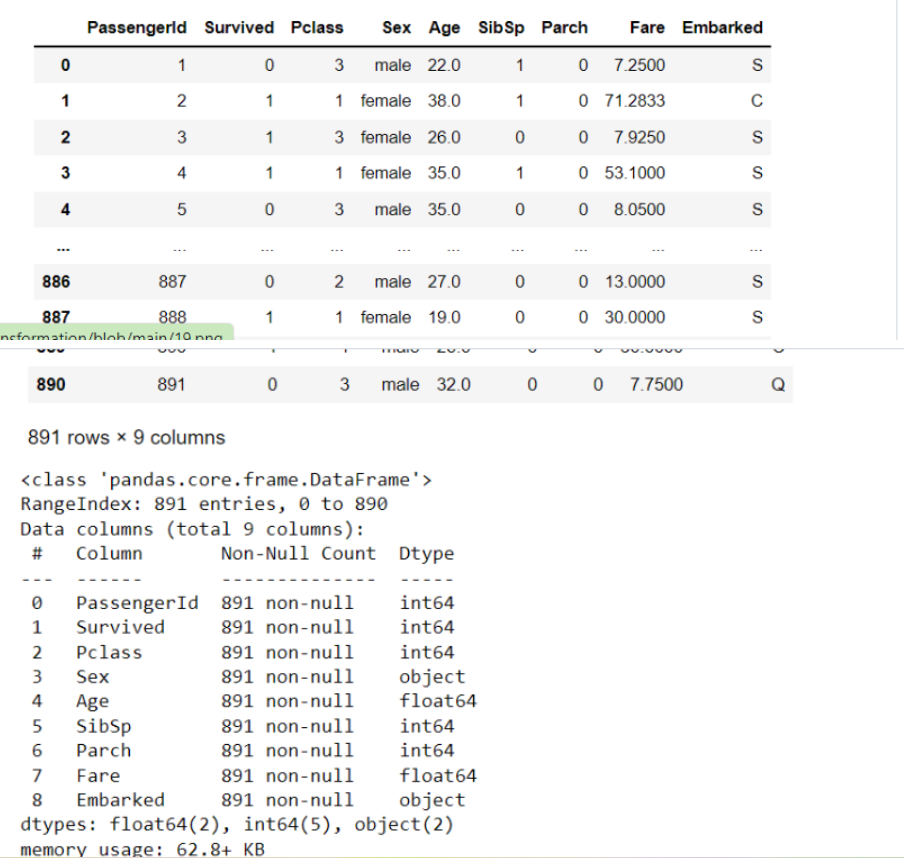 PassengerId Survived Pclass Sex Age SibSp Parch Fare Embarked
0 1 0 3 male 22.0 1 0 7.2500 S
1 2 1 1 female 38.0 1 0 71.2833 C
2 3 1 3 female 26.0 0 0 7.9250 S
3 4 1 1 female 35.0 1 0 53.1000 S
4 5 0 3 male 35.0 0 0 8.0500 S
... ... ... ... ... ... ... ... ... ...
886 887 0 2 male 27.0 0 0 13.0000 S
887 888 1 1 female 19.0 0 0 30.0000 S
nsformation/blob/main/19.png
890 891 0 3 male 32.0 0 0 7.7500 Q
891 rows × 9 columns
<class 'pandas.core.frame.DataFrame'>
RangeIndex: 891 entries, 0 to 890
Data columns (total 9 columns):
# Column Non-Null Count Dtype
--- ------ -------------- -----
0 PassengerId 891 non-null int64
1 Survived 891 non-null int64
2 Pclass 891 non-null int64
3 Sex 891 non-null object
4 Age 891 non-null float64
5 SibSp 891 non-null int64
6 Parch 891 non-null int64
7 Fare 891 non-null float64
8 Embarked 891 non-null object
dtypes: float64(2), int64(5), object(2)
memory usage: 62.8+ KB